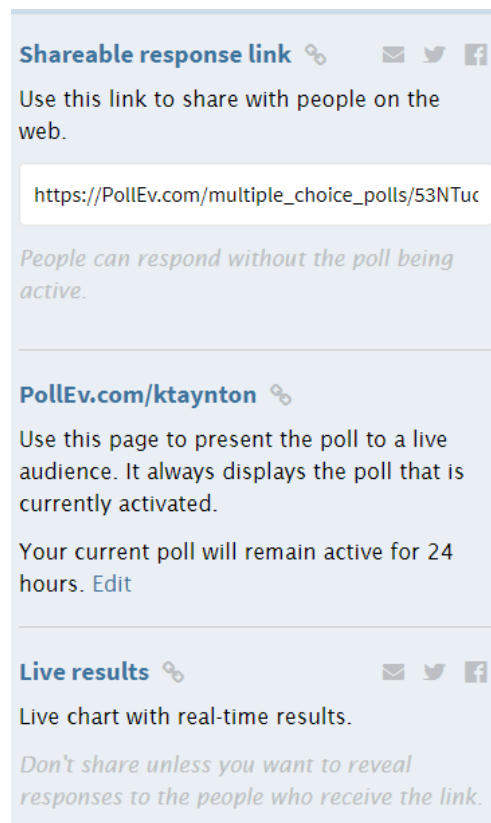 Shareable response link
Use this link to share with people on the
web.
https://PollEv.com/multiple_choice_polls/53NTuc
People can respond without the poll being
active.
PollEv.com/ktaynton
Use this page to present the poll to a live
audience. It always displays the poll that is
currently activated.
Your current poll will remain active for 24
hours. Edit
Live results
Live chart with real-time results.
Don't share unless you want to reveal
responses to the people who receive the link.